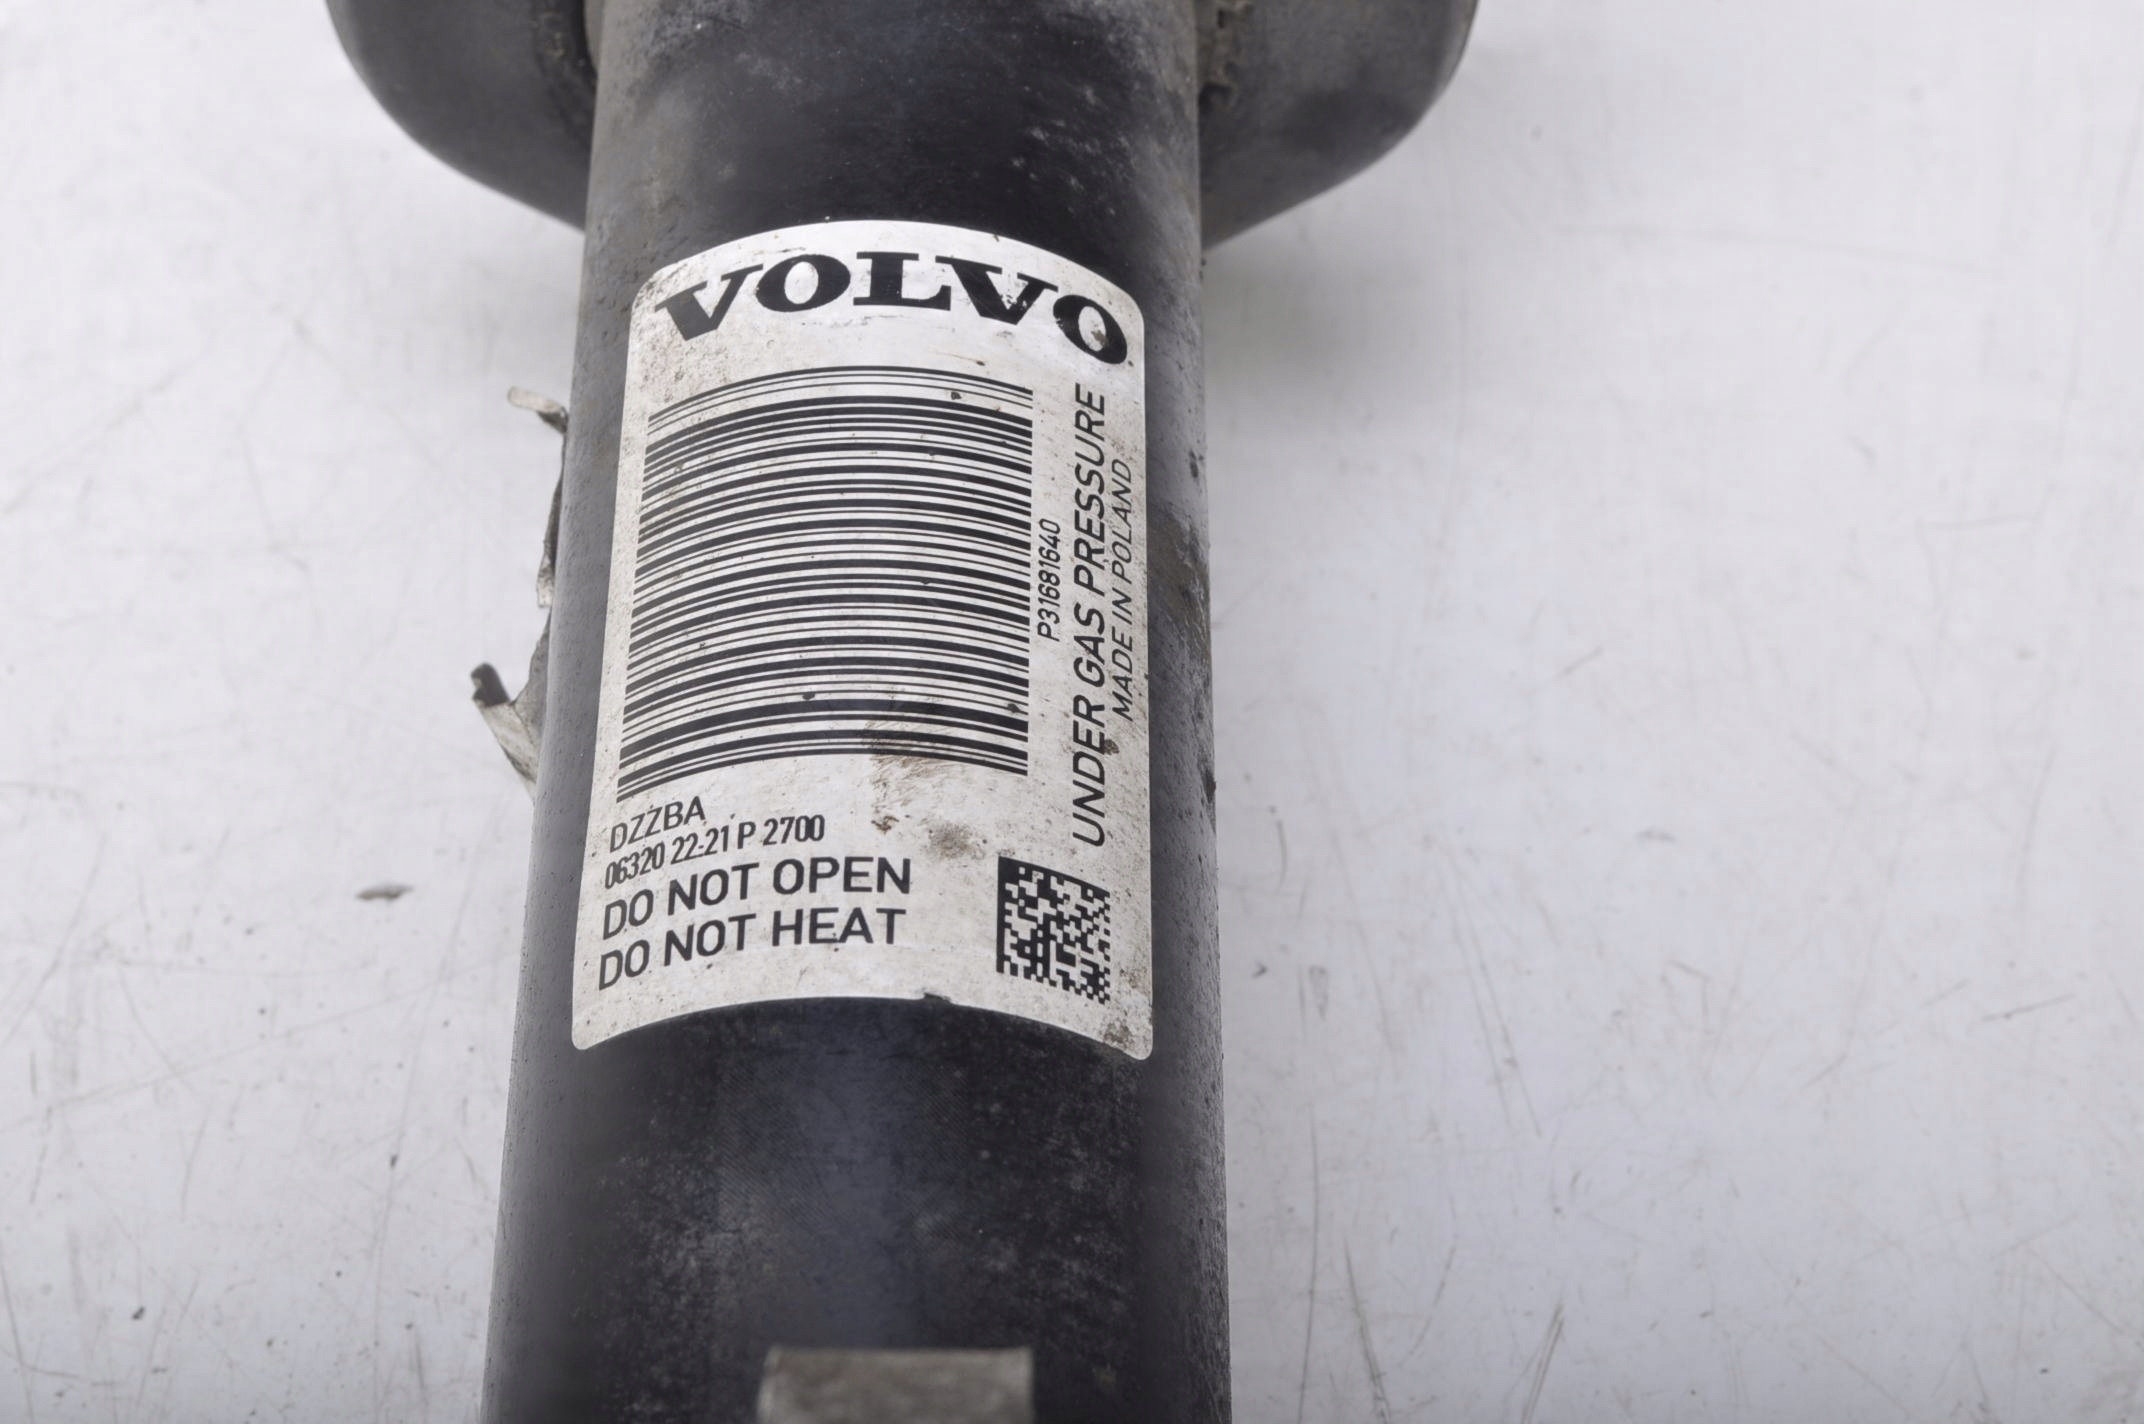 VOLVO
P31681640
UNDER GAS PRESSURE
MADE IN POLAND
DZZBA
06320 22-21 P 2700
DO NOT OPEN
DO NOT HEAT